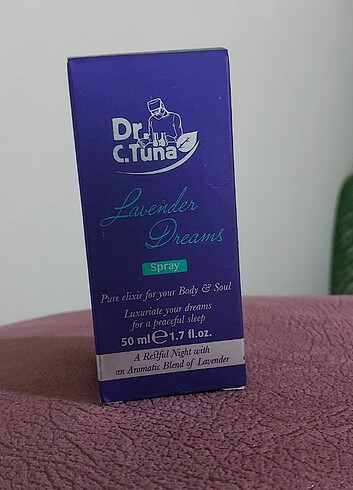 Dr.
C.Tuna
Lavender
Dreams
Spray
Pure elixir for your Body & Soul
Luxuriate your dreams
for a peaceful sleep
50 ml ℮ 1.7 fl.oz.
A Restful Night with
an Aromatic Blend of Lavender